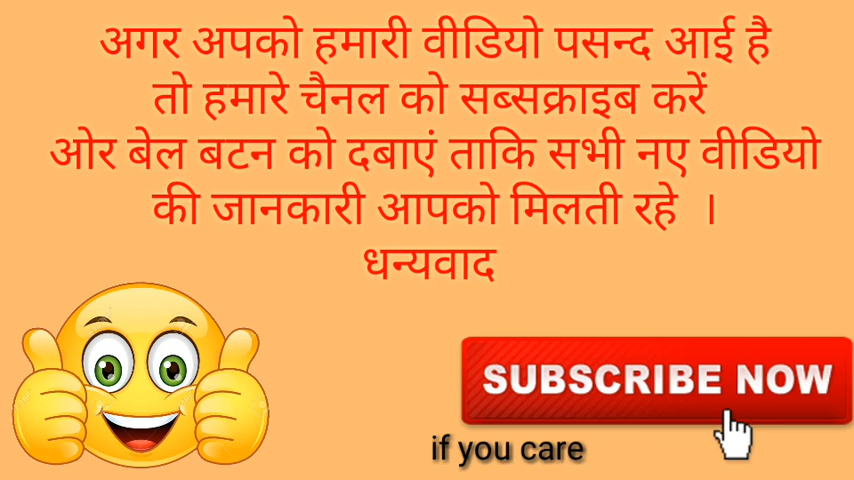 अगर अपको हमारी वीडियो पसन्द आई है
तो हमारे चैनल को सब्सक्राइब करें
ओर बेल बटन को दबाएं ताकि सभी नए वीडियो
की जानकारी आपको मिलती रहे ।
धन्यवाद
SUBSCRIBE NOW
if you care